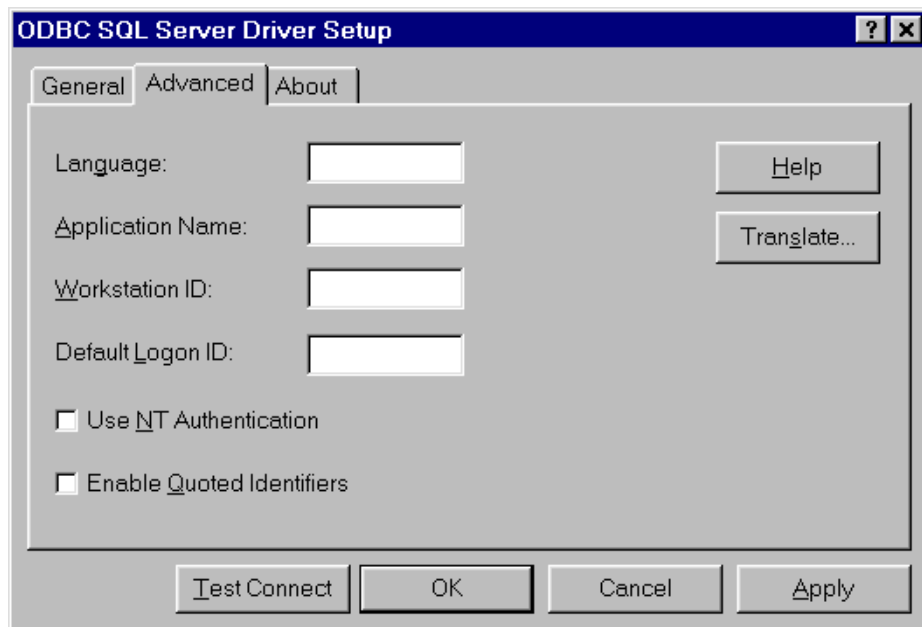 ODBC SQL Server Driver Setup
General Advanced About
Language:
Help
Application Name:
Translate...
Workstation ID:
Default Logon ID:
Use NT Authentication
Enable Quoted Identifiers
Test Connect OK Cancel Apply